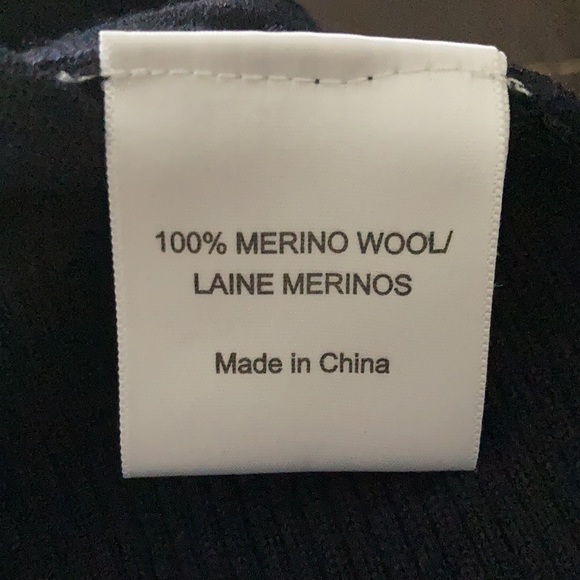 100% MERINO WOOL/
LAINE MERINOS
Made in China